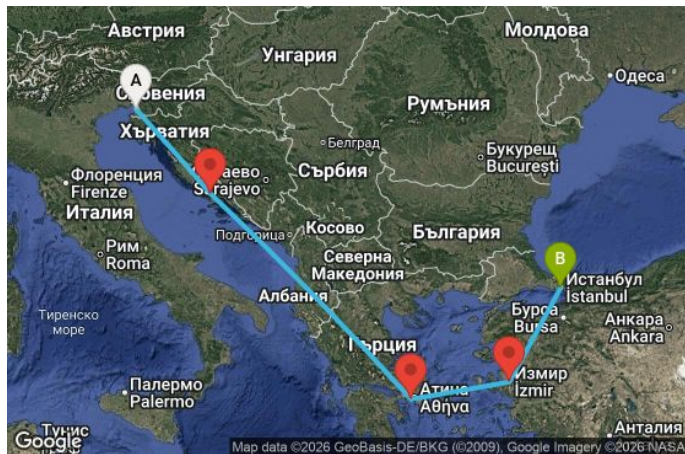 Австрия
Молдова
Унгария
Одеса
A
Словения
Хърватия
Румъния
Белград
Букурещ
București
Флоренция
Firenze
Сараево
Sarajevo
Сърбия
Италия
Рим
Roma
Подгорица
Косово
България
Северна
Македония
B
Истанбул
İstanbul
Албания
Тиренско
море
Бурса
Bursa
Анкара
Ankara
Гърция
Палермо
Palermo
Атина
Αθήνα
Измир
İzmir
Тунис
Анталия
Google
Map data ©2026 GeoBasis-DE/BKG (©2009), Google Imagery ©2026 NASA